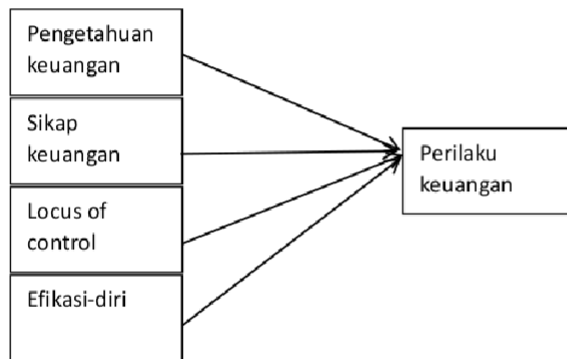 Pengetahuan
keuangan
Sikap
keuangan
Locus of
control
Efikasi-diri
Perilaku
keuangan